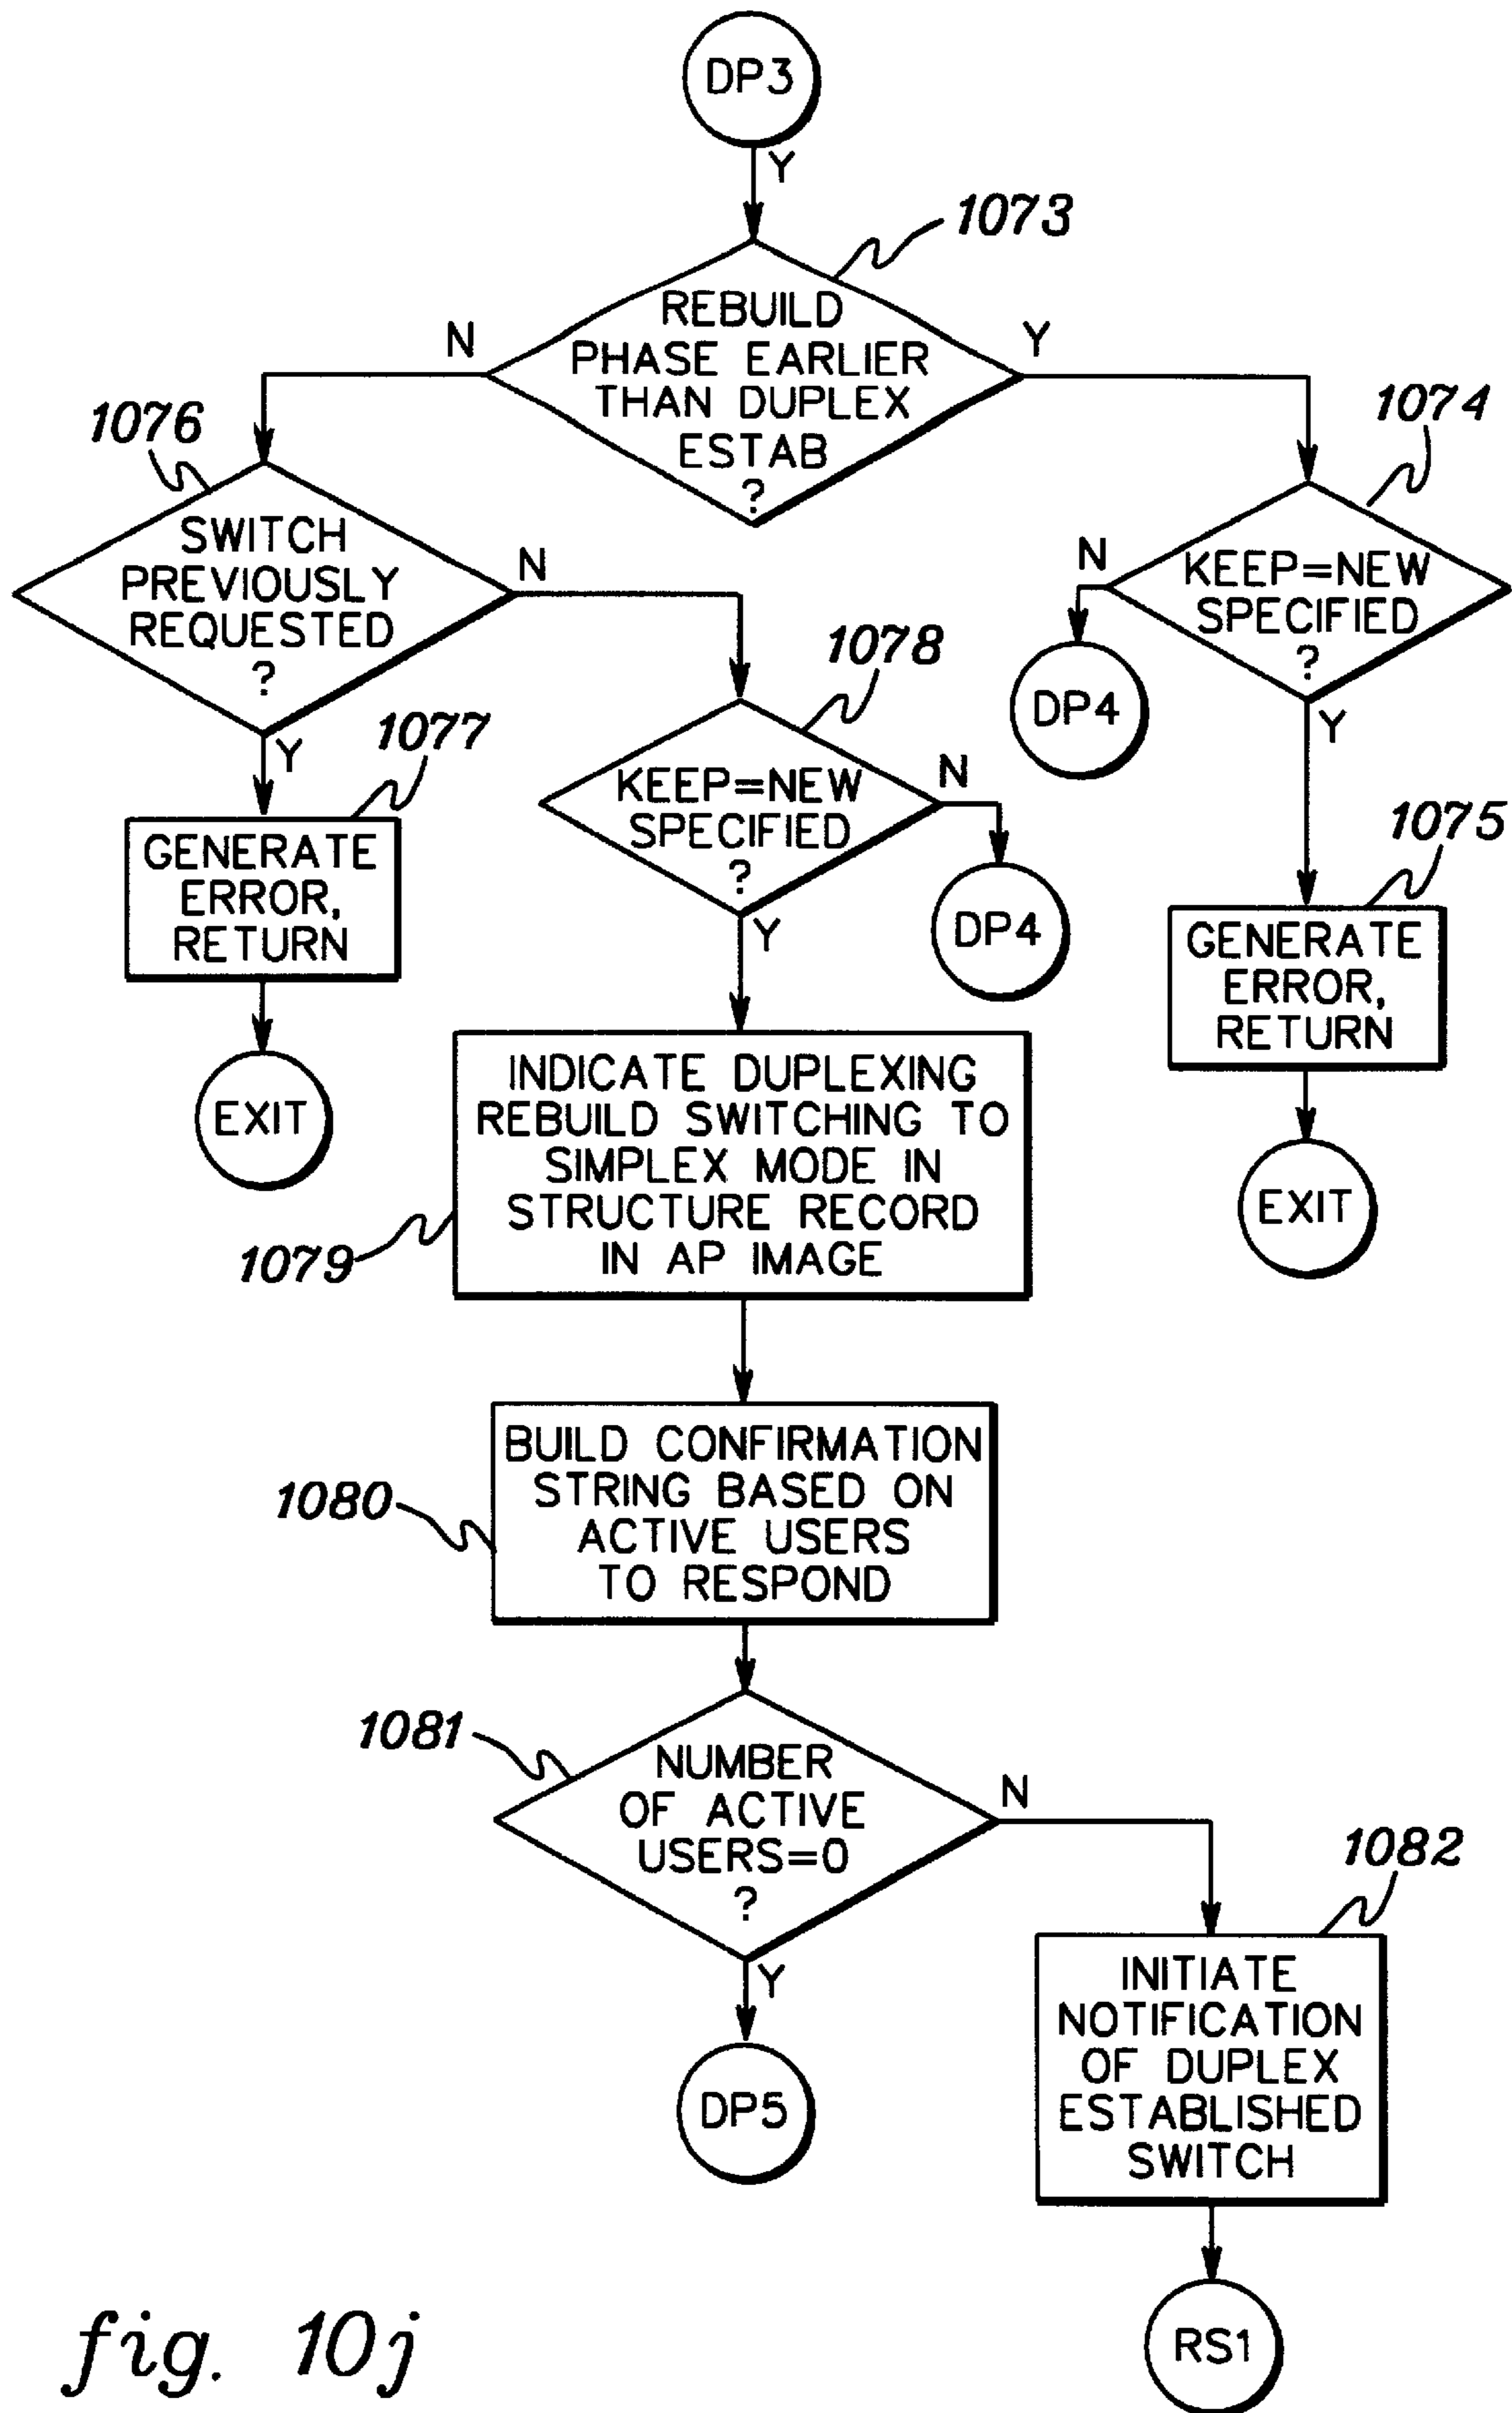 DP3
Y
1073
REBUILD
PHASE EARLIER
THAN DUPLEX
ESTAB
?
N
Y
1076
SWITCH
PREVIOUSLY
REQUESTED
?
N
Y
1074
KEEP=NEW
SPECIFIED
?
N
Y
DP4
1077
GENERATE
ERROR,
RETURN
EXIT
1078
KEEP=NEW
SPECIFIED
?
N
Y
DP4
1075
GENERATE
ERROR,
RETURN
EXIT
INDICATE DUPLEXING
REBUILD SWITCHING TO
SIMPLEX MODE IN
STRUCTURE RECORD
IN AP IMAGE
1079
BUILD CONFIRMATION
STRING BASED ON
ACTIVE USERS
TO RESPOND
1080
1081
NUMBER
OF ACTIVE
USERS=0
?
N
Y
DP5
1082
INITIATE
NOTIFICATION
OF DUPLEX
ESTABLISHED
SWITCH
RS1
fig. 10j